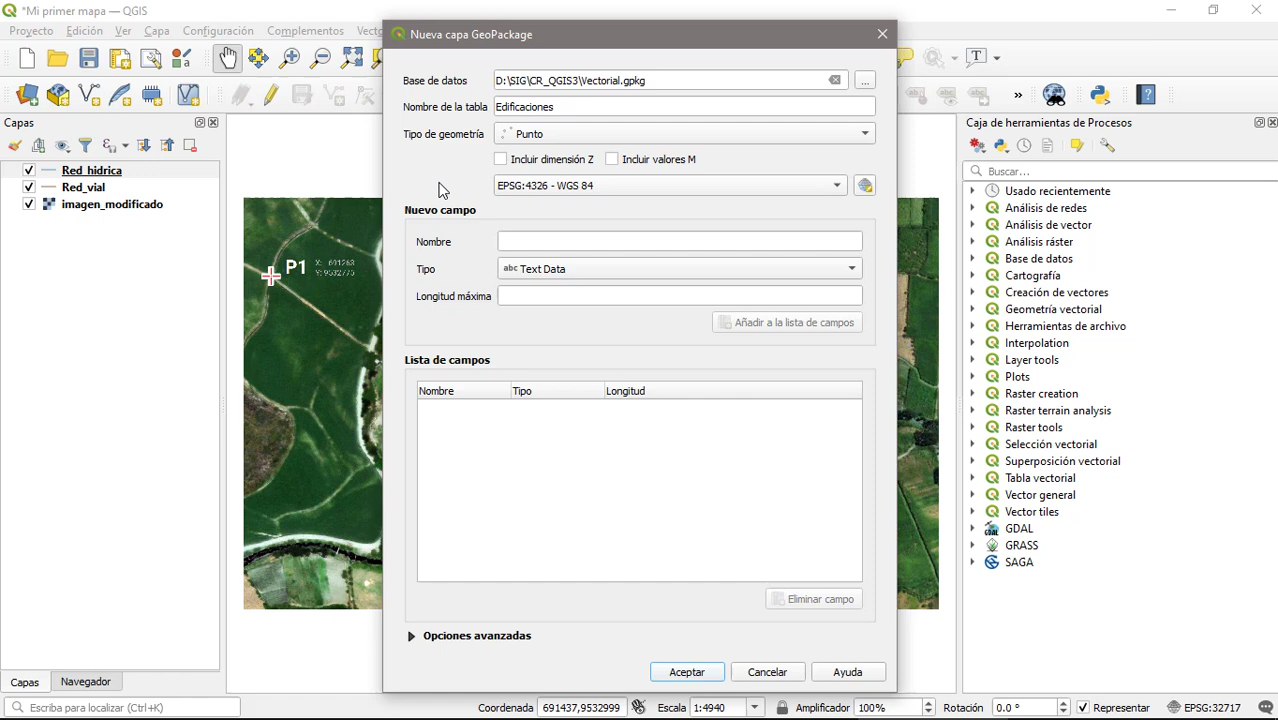 *Mi primer mapa — QGIS
Proyecto Edición Ver Capa Configuración Complementos
Nueva capa GeoPackage
Base de datos D:\SIG\CR_QGIS3\Vectorial.gpkg ...
Nombre de la tabla Edificaciones
Tipo de geometría Punto
Incluir dimensión Z Incluir valores M
EPSG:4326 - WGS 84
Nuevo campo
Nombre
Tipo abc Text Data
Longitud máxima
Añadir a la lista de campos
Lista de campos
Nombre Tipo Longitud
Eliminar campo
Opciones avanzadas
Aceptar Cancelar Ayuda
Capas
Red_hidrica
Red_vial
imagen_modificado
P1 X: 691263
Y: 9532775
Caja de herramientas de Procesos
Buscar...
Usado recientemente
Análisis de redes
Análisis de vector
Análisis ráster
Base de datos
Cartografía
Creación de vectores
Geometría vectorial
Herramientas de archivo
Interpolation
Layer tools
Plots
Raster creation
Raster terrain analysis
Raster tools
Selección vectorial
Superposición vectorial
Tabla vectorial
Vector general
Vector tiles
GDAL
GRASS
SAGA
Capas Navegador
Escriba para localizar (Ctrl+K) Coordenada 691437,9532999 Escala 1:4940 Amplificador 100% Rotación 0.0 ° Representar EPSG:32717